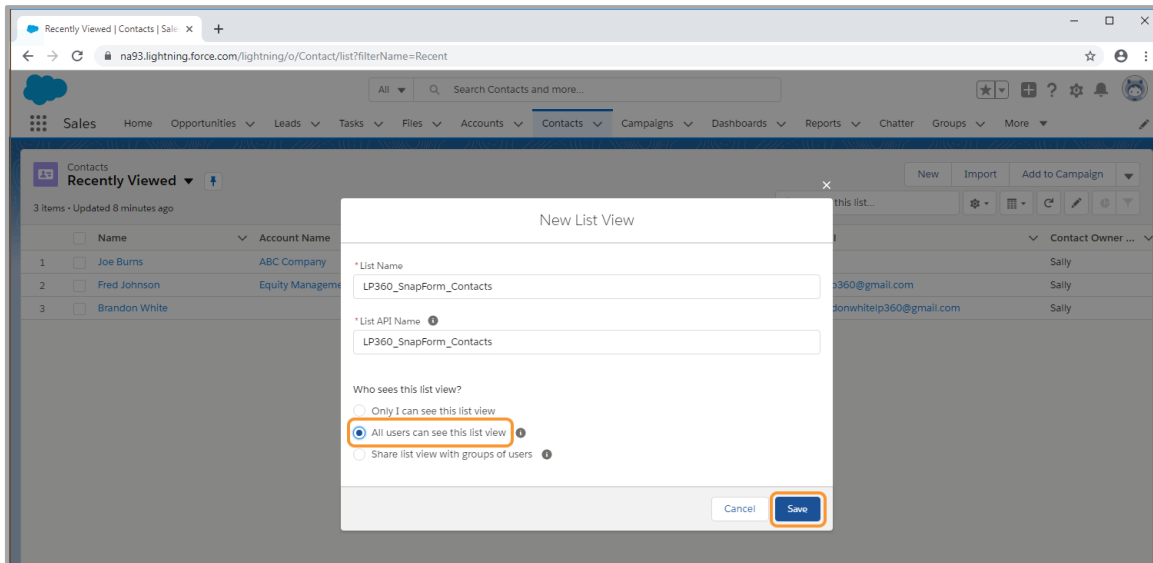 Recently Viewed | Contacts | Sale
na93.lightning.force.com/lightning/o/Contact/list?filterName=Recent
All Search Contacts and more...
Sales Home Opportunities Leads Tasks Files Accounts Contacts Campaigns Dashboards Reports Chatter Groups More
Contacts
Recently Viewed
New Import Add to Campaign
3 items • Updated 8 minutes ago
this list...
Name Account Name Contact Owner ...
1 Joe Burns ABC Company Sally
2 Fred Johnson Equity Manageme p360@gmail.com Sally
3 Brandon White donwhitelp360@gmail.com Sally
New List View
*List Name
LP360_SnapForm_Contacts
*List API Name
LP360_SnapForm_Contacts
Who sees this list view?
Only I can see this list view
All users can see this list view
Share list view with groups of users
Cancel Save